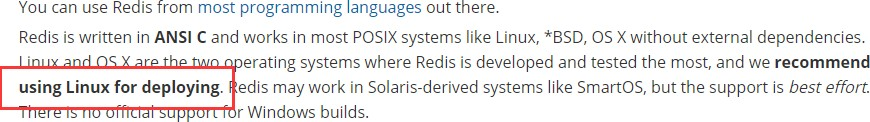 You can use Redis from most programming languages out there.
Redis is written in ANSI C and works in most POSIX systems like Linux, *BSD, OS X without external dependencies.
Linux and OS X are the two operating systems where Redis is developed and tested the most, and we recommend
using Linux for deploying. Redis may work in Solaris-derived systems like SmartOS, but the support is best effort.
There is no official support for Windows builds.